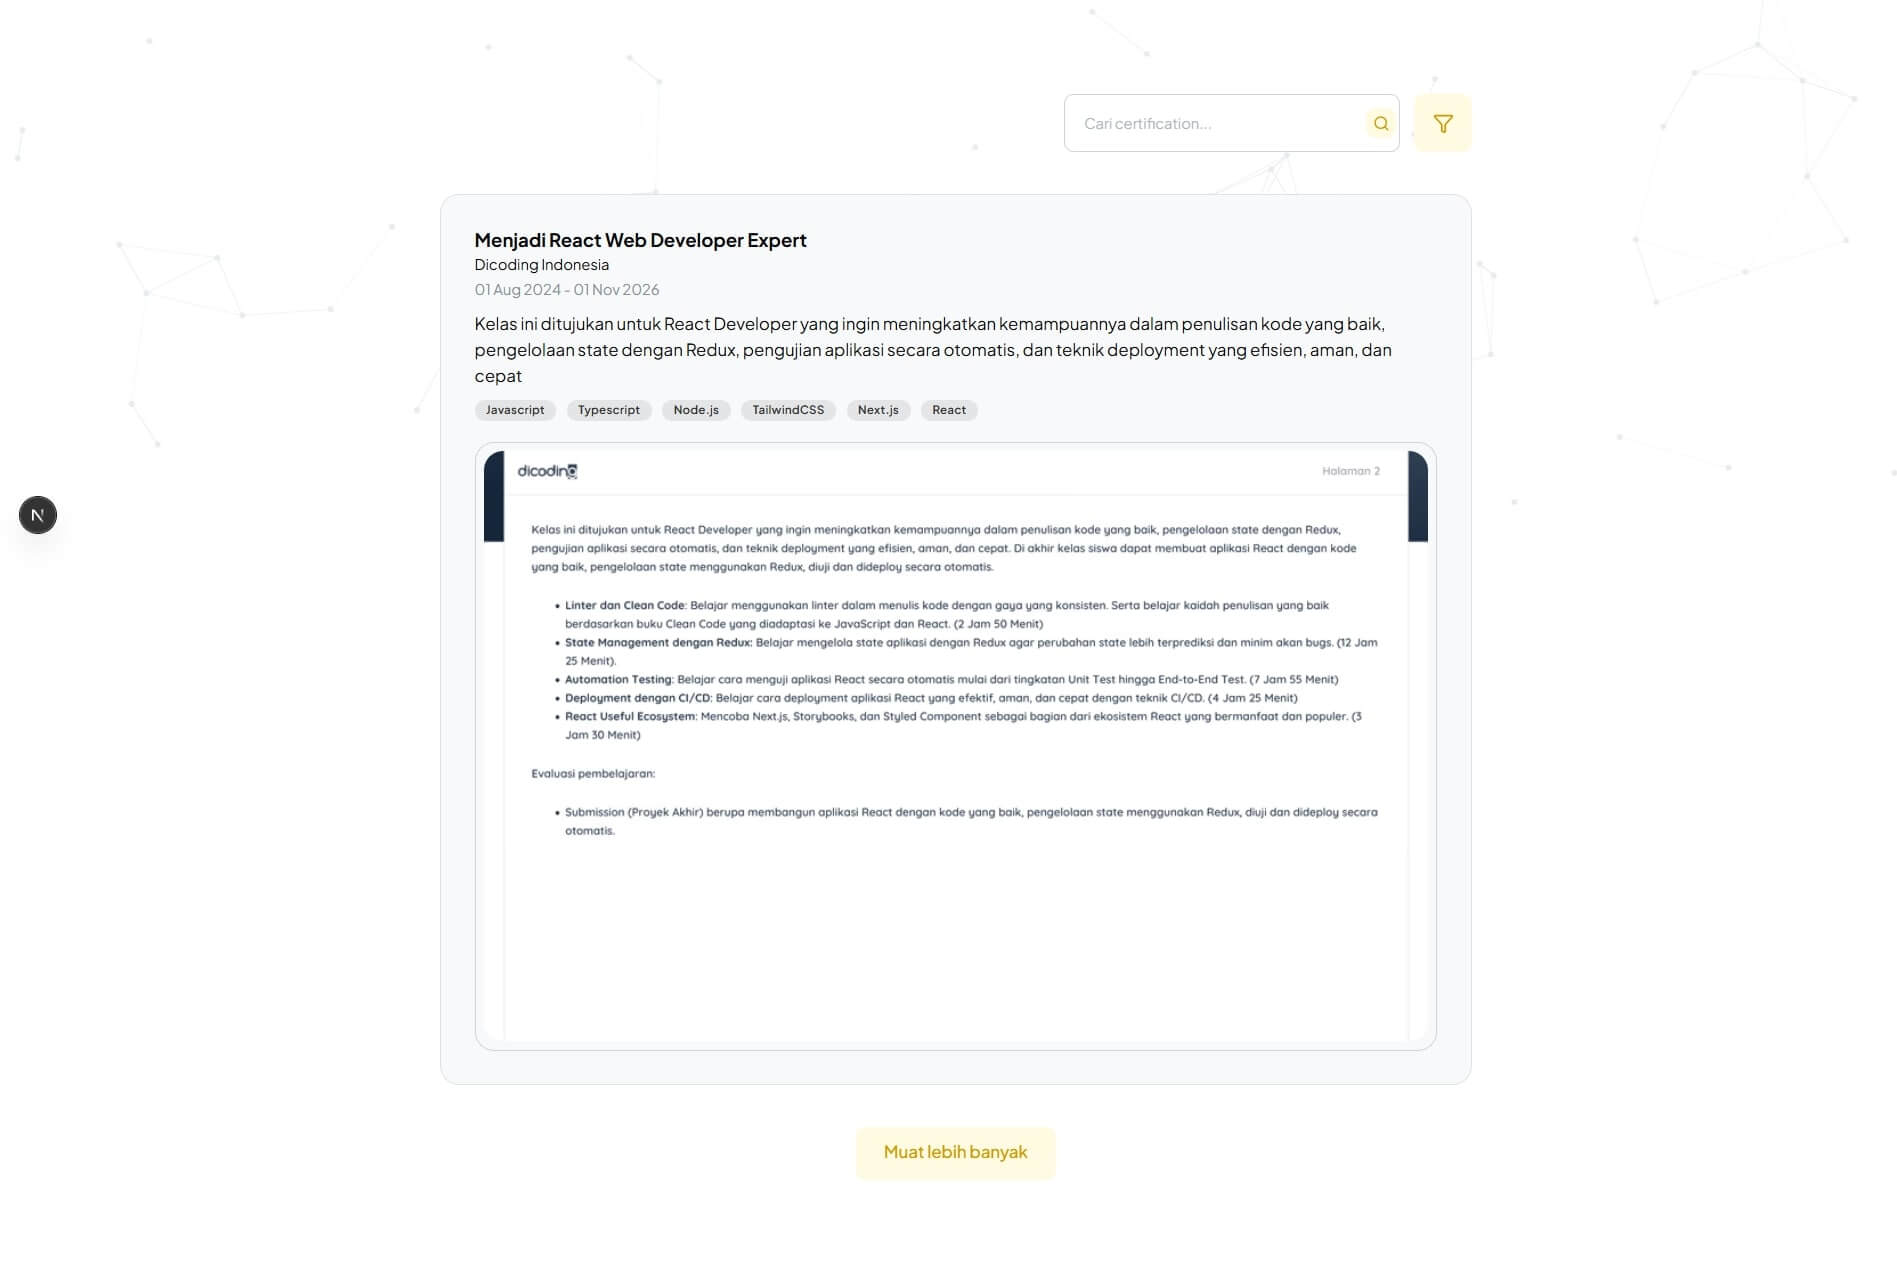 Cari certification...
Menjadi React Web Developer Expert
Dicoding Indonesia
01 Aug 2024 - 01 Nov 2026
Kelas ini ditujukan untuk React Developer yang ingin meningkatkan kemampuannya dalam penulisan kode yang baik,
pengelolaan state dengan Redux, pengujian aplikasi secara otomatis, dan teknik deployment yang efisien, aman, dan
cepat
Javascript Typescript Node.js TailwindCSS Next.js React
dicoding Halaman 2
Kelas ini ditujukan untuk React Developer yang ingin meningkatkan kemampuannya dalam penulisan kode yang baik, pengelolaan state dengan Redux,
pengujian aplikasi secara otomatis, dan teknik deployment yang efisien, aman, dan cepat. Di akhir kelas siswa dapat membuat aplikasi React dengan kode
yang baik, pengelolaan state menggunakan Redux, diuji dan dideploy secara otomatis.
• Linter dan Clean Code: Belajar menggunakan linter dalam menulis kode dengan gaya yang konsisten. Serta belajar kaidah penulisan yang baik
berdasarkan buku Clean Code yang diadaptasi ke JavaScript dan React. (2 Jam 50 Menit)
• State Management dengan Redux: Belajar mengelola state aplikasi dengan Redux agar perubahan state lebih terprediksi dan minim akan bugs. (12 Jam
25 Menit).
• Automation Testing: Belajar cara menguji aplikasi React secara otomatis mulai dari tingkatan Unit Test hingga End-to-End Test. (7 Jam 55 Menit)
• Deployment dengan CI/CD: Belajar cara deployment aplikasi React yang efektif, aman, dan cepat dengan teknik CI/CD. (4 Jam 25 Menit)
• React Useful Ecosystem: Mencoba Next.js, Storybooks, dan Styled Component sebagai bagian dari ekosistem React yang bermanfaat dan populer. (3
Jam 30 Menit)
Evaluasi pembelajaran:
• Submission (Proyek Akhir) berupa membangun aplikasi React dengan kode yang baik, pengelolaan state menggunakan Redux, diuji dan dideploy secara
otomatis.
N
Muat lebih banyak